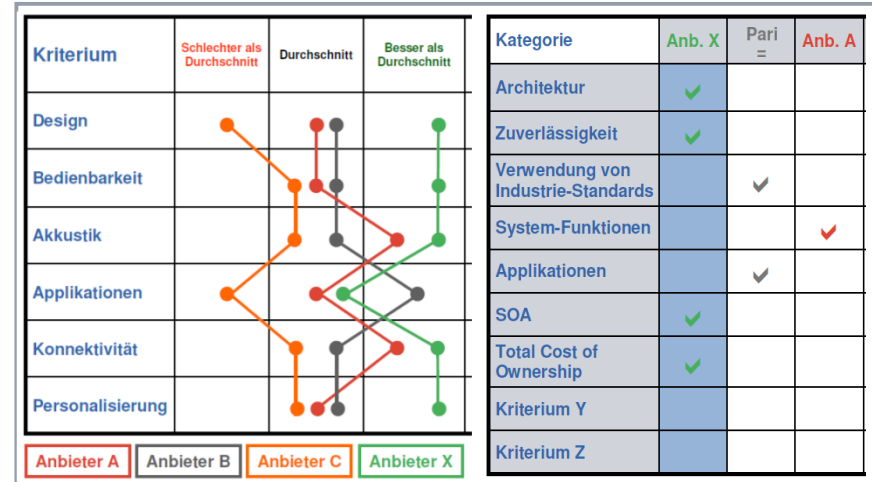 Kriterium
Schlechter als
Durchschnitt
Durchschnitt
Besser als
Durchschnitt
Design
Bedienbarkeit
Akkustik
Applikationen
Konnektivität
Personalisierung
Anbieter A
Anbieter B
Anbieter C
Anbieter X
Kategorie
Anb. X
Pari
=
Anb. A
Architektur
Zuverlässigkeit
Verwendung von
Industrie-Standards
System-Funktionen
Applikationen
SOA
Total Cost of
Ownership
Kriterium Y
Kriterium Z